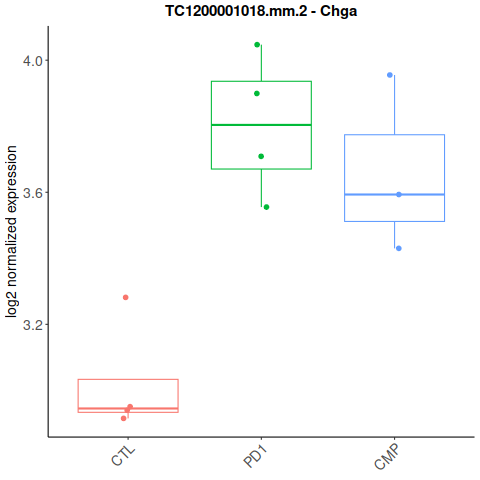 TC1200001018.mm.2 - Chga
log2 normalized expression
4.0
3.6
3.2
CTL
PD1
CMP